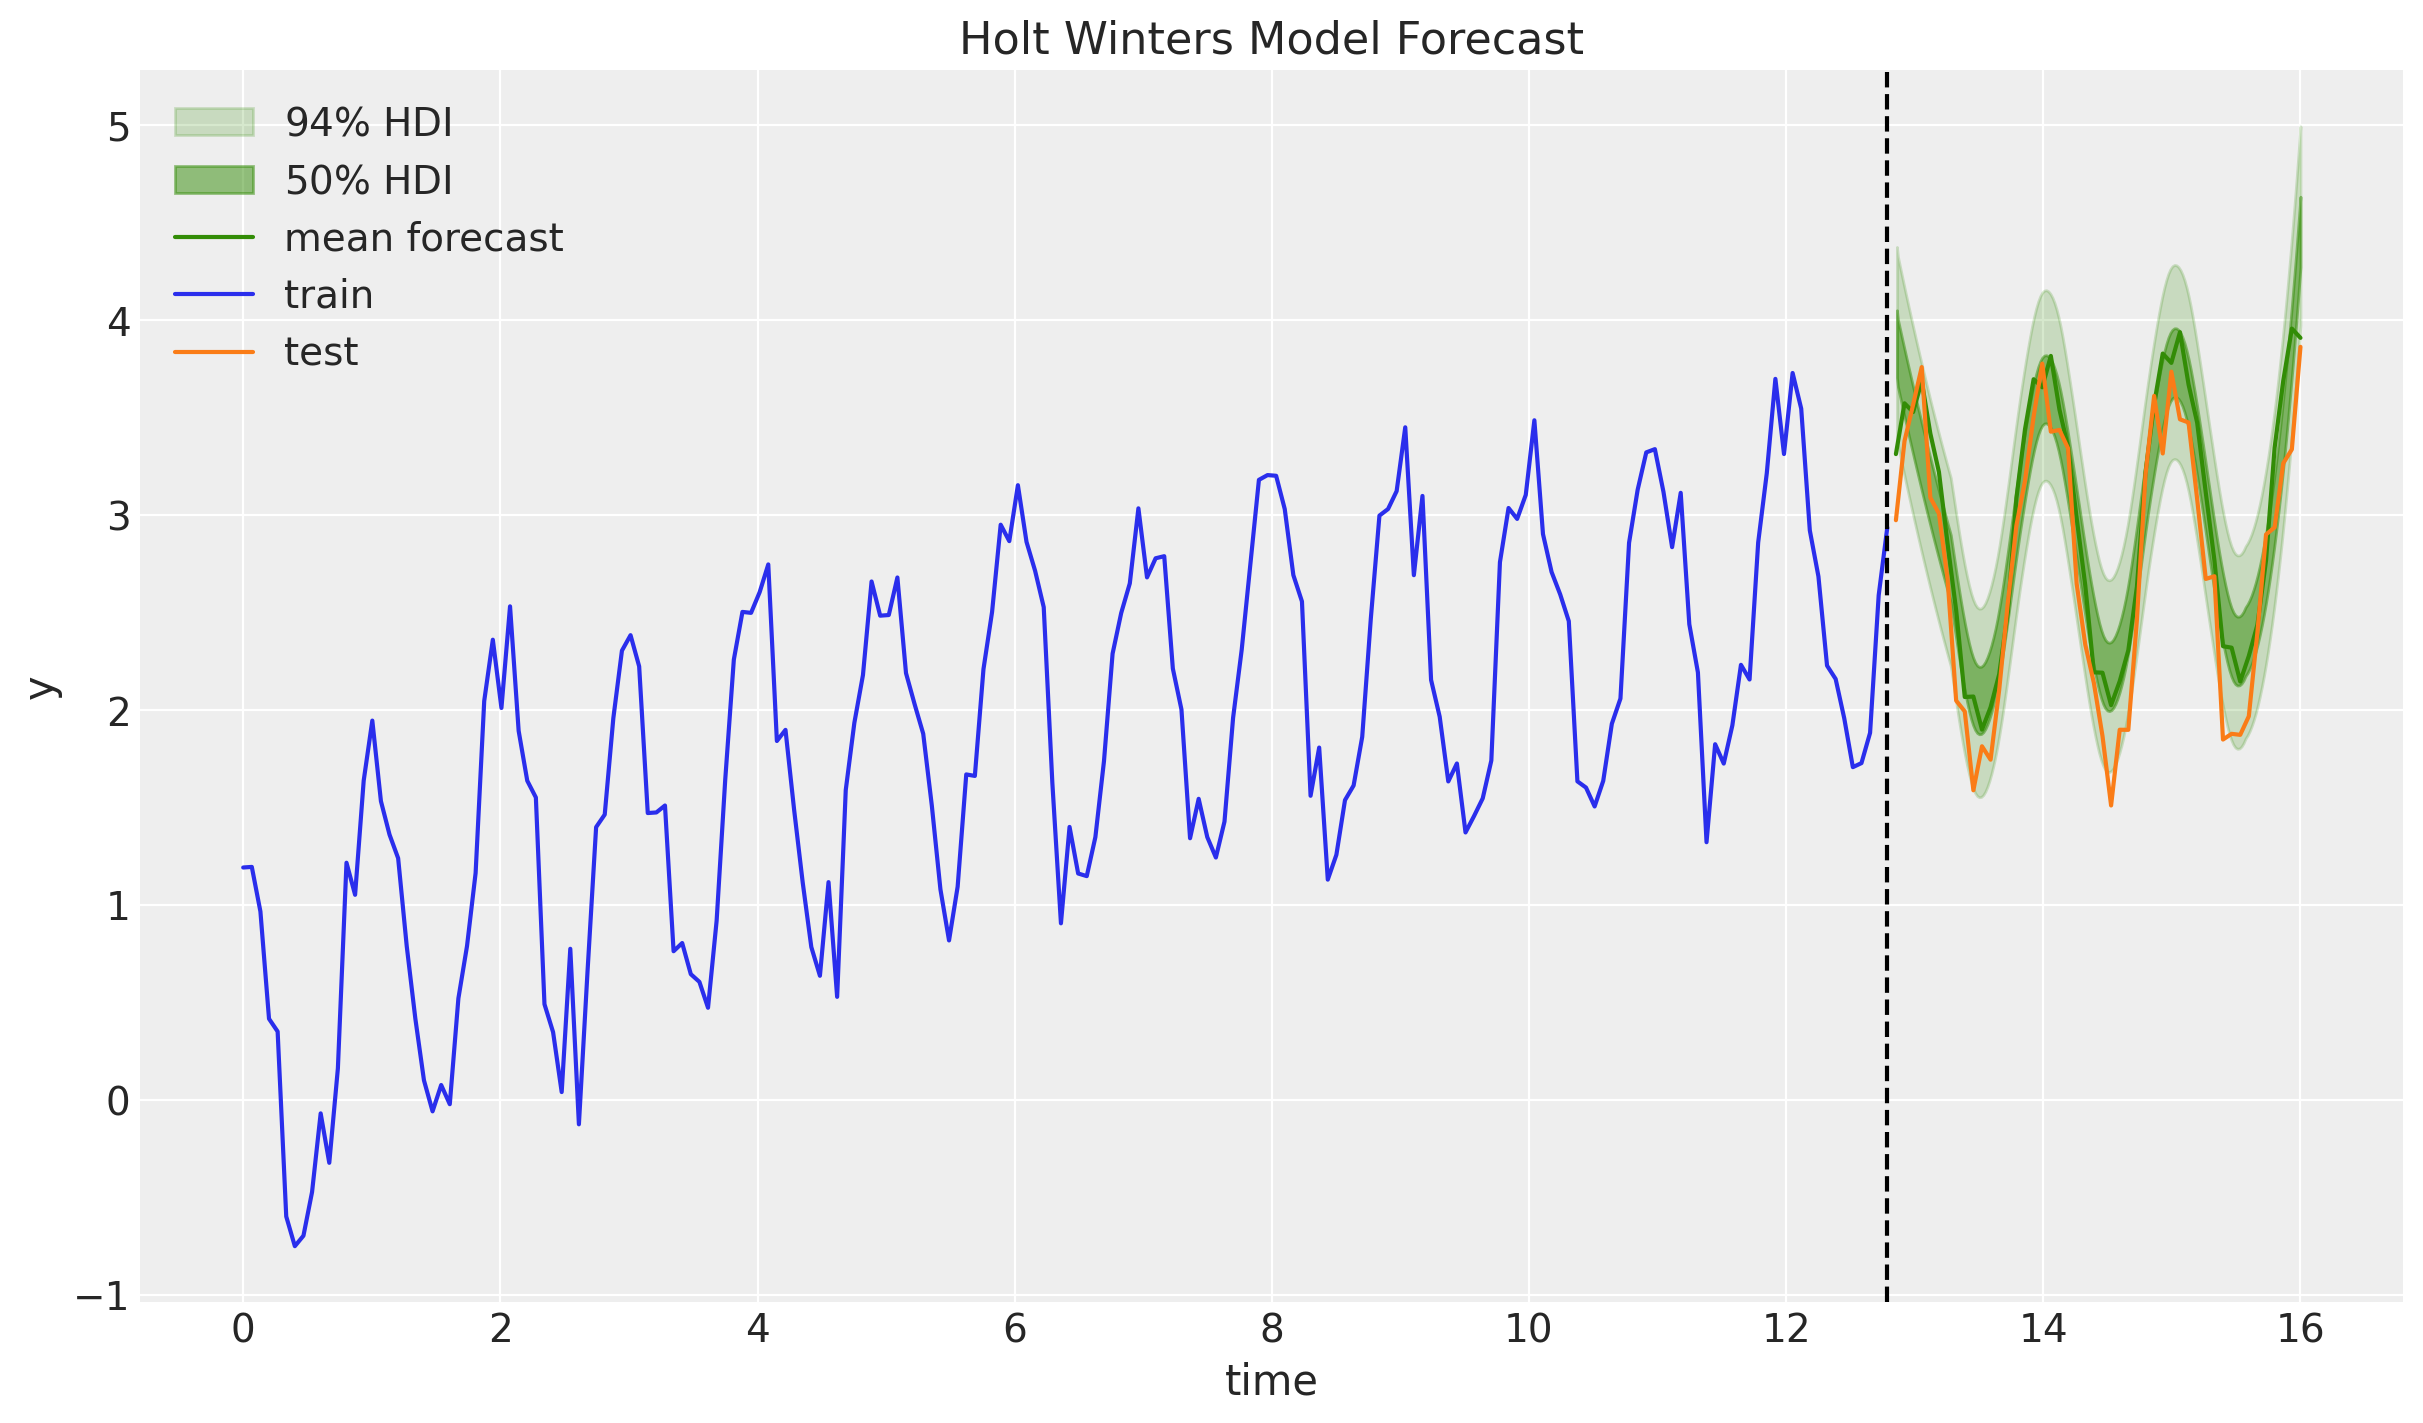 Holt Winters Model Forecast
94% HDI
50% HDI
mean forecast
train
test
y
5
4
3
2
1
0
−1
0 2 4 6 8 10 12 14 16
time